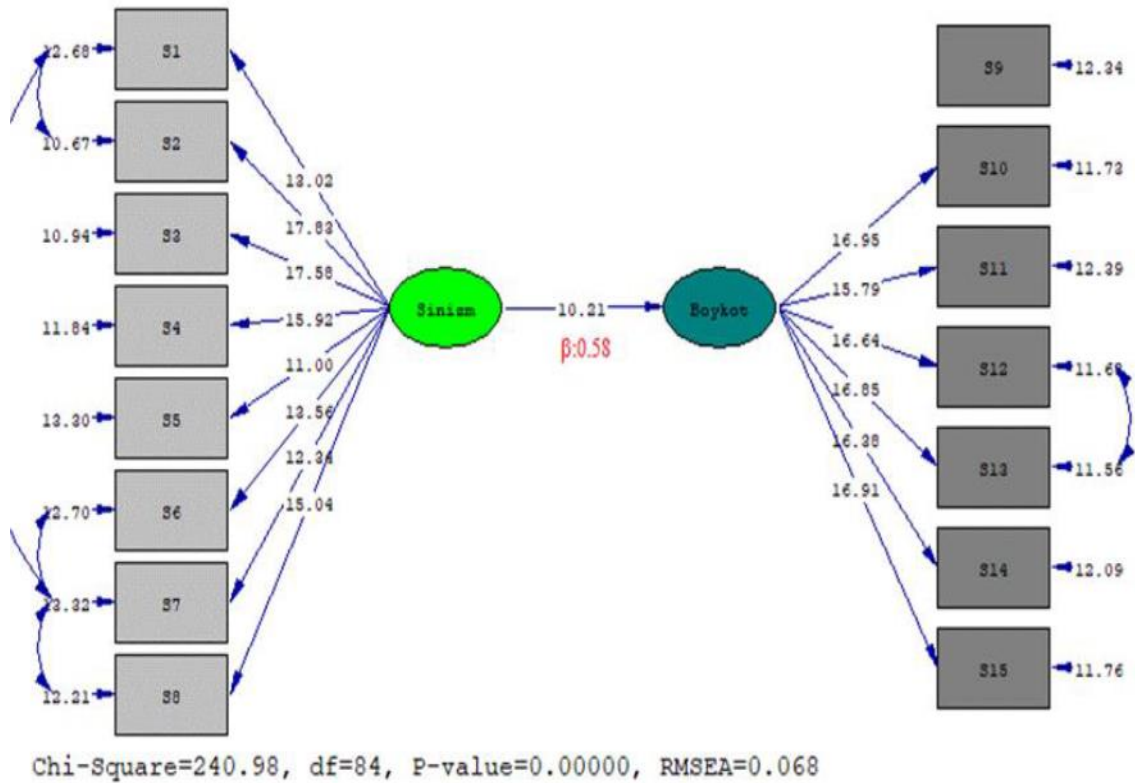 12.68 S1
10.67 S2
10.94 S3
11.84 S4
13.30 S5
12.70 S6
13.32 S7
12.21 S8
13.02
17.83
17.58
15.92
11.00
13.56
12.34
15.04
Sinizm
10.21
β:0.58
Boykot
16.95
15.79
16.64
16.85
16.38
16.91
S9 12.34
S10 11.73
S11 12.39
S12
S13 11.56
S14 12.09
S15 11.76
Chi-Square=240.98, df=84, P-value=0.00000, RMSEA=0.068